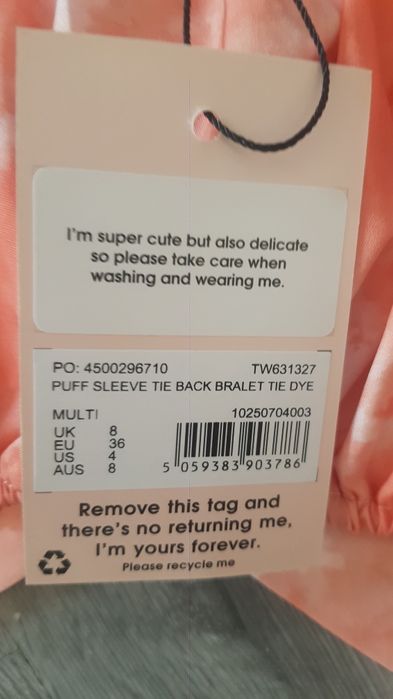 I'm super cute but also delicate
so please take care when
washing and wearing me.
PO: 4500296710 TW631327
PUFF SLEEVE TIE BACK BRALET TIE DYE
MULTI 10250704003
UK 8
EU 36
US 4
AUS 8
5 059383 903786
Remove this tag and
there's no returning me,
I'm yours forever.
Please recycle me